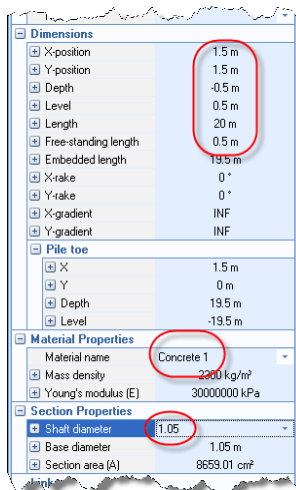 Dimensions
X-position 1.5 m
Y-position 1.5 m
Depth -0.5 m
Level 0.5 m
Length 20 m
Free-standing length 0.5 m
Embedded length 19.5 m
X-rake 0 °
Y-rake 0 °
X-gradient INF
Y-gradient INF
Pile toe
X 1.5 m
Y 0 m
Depth 19.5 m
Level -19.5 m
Material Properties
Material name Concrete 1
Mass density 2300 kg/m³
Young's modulus (E) 30000000 kPa
Section Properties
Shaft diameter 1.05
Base diameter 1.05 m
Section area (A) 8659.01 cm²